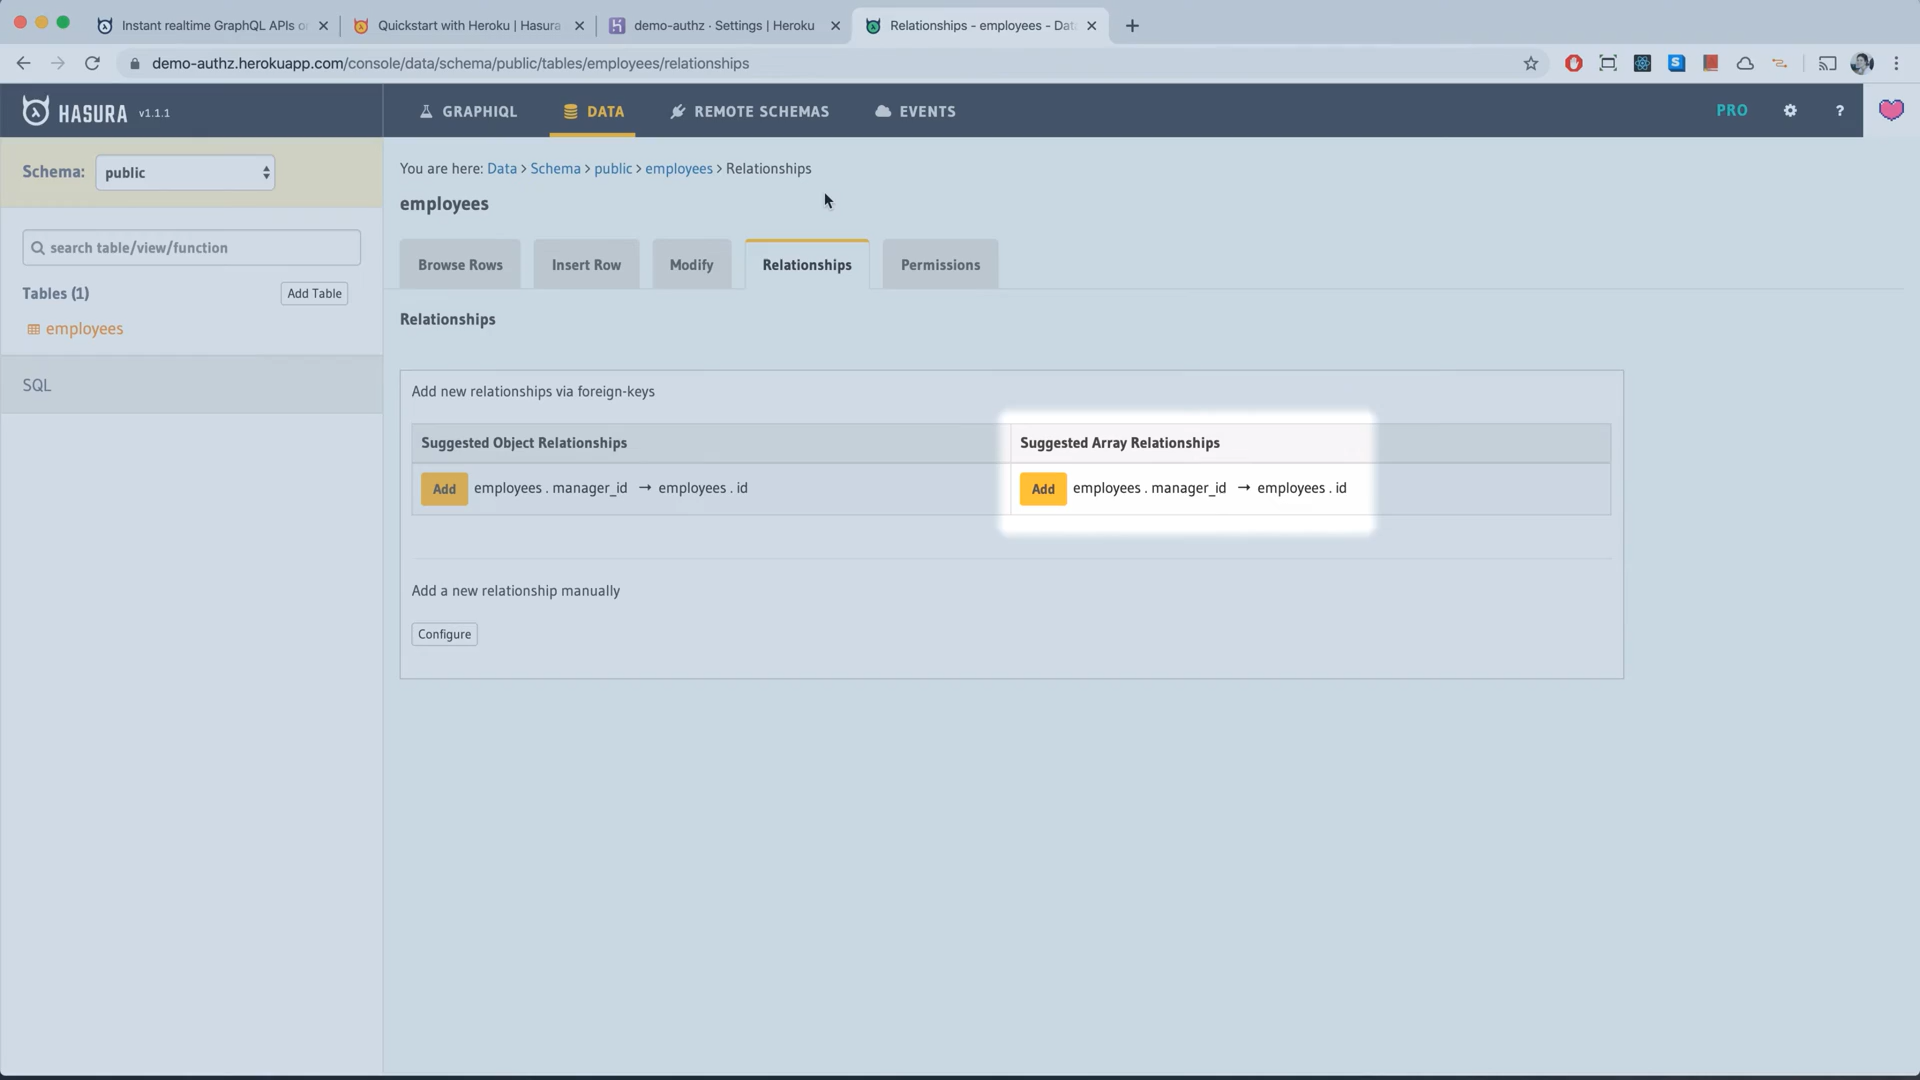 Instant realtime GraphQL APIs o
Quickstart with Heroku | Hasura
demo-authz · Settings | Heroku
Relationships - employees - Dat
demo-authz.herokuapp.com/console/data/schema/public/tables/employees/relationships
HASURA v1.1.1
GRAPHIQL
DATA
REMOTE SCHEMAS
EVENTS
PRO
?
Schema: public
You are here: Data > Schema > public > employees > Relationships
employees
search table/view/function
Browse Rows
Insert Row
Modify
Relationships
Permissions
Tables (1)
Add Table
employees
SQL
Relationships
Add new relationships via foreign-keys
Suggested Object Relationships
Suggested Array Relationships
Add employees . manager_id → employees . id
Add employees . manager_id → employees . id
Add a new relationship manually
Configure